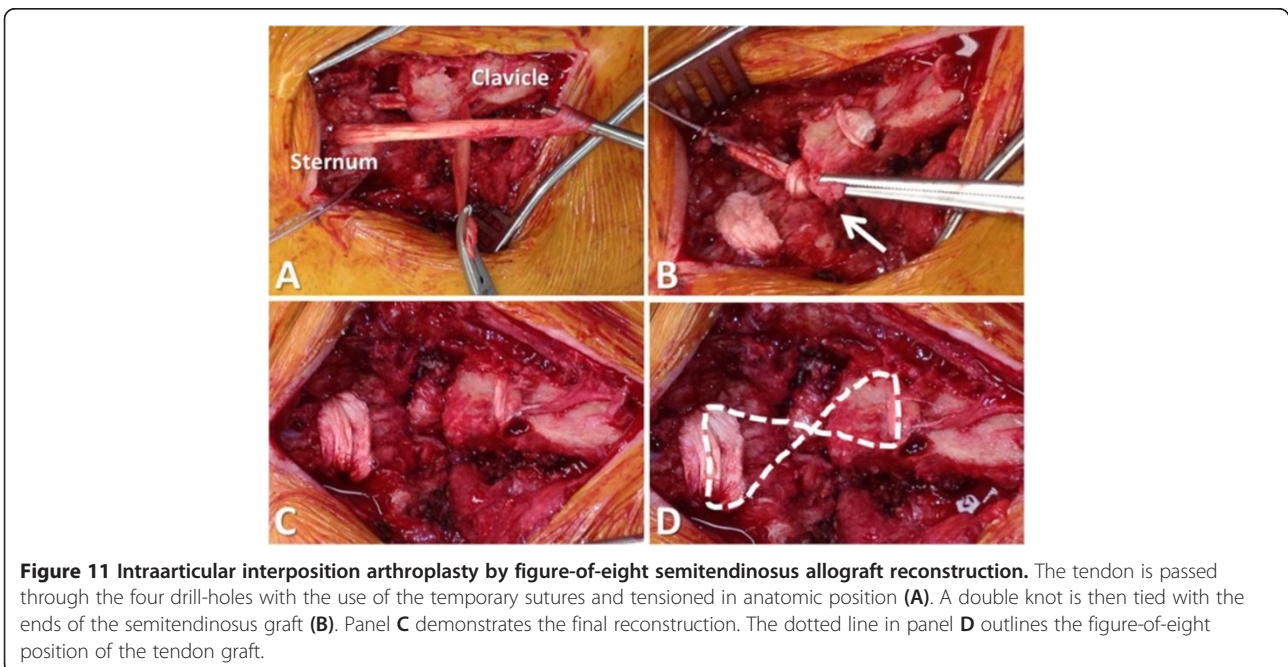 Clavicle
Sternum
A
B
C
D
Figure 11 Intraarticular interposition arthroplasty by figure-of-eight semitendinosus allograft reconstruction. The tendon is passed
through the four drill-holes with the use of the temporary sutures and tensioned in anatomic position (A). A double knot is then tied with the
ends of the semitendinosus graft (B). Panel C demonstrates the final reconstruction. The dotted line in panel D outlines the figure-of-eight
position of the tendon graft.